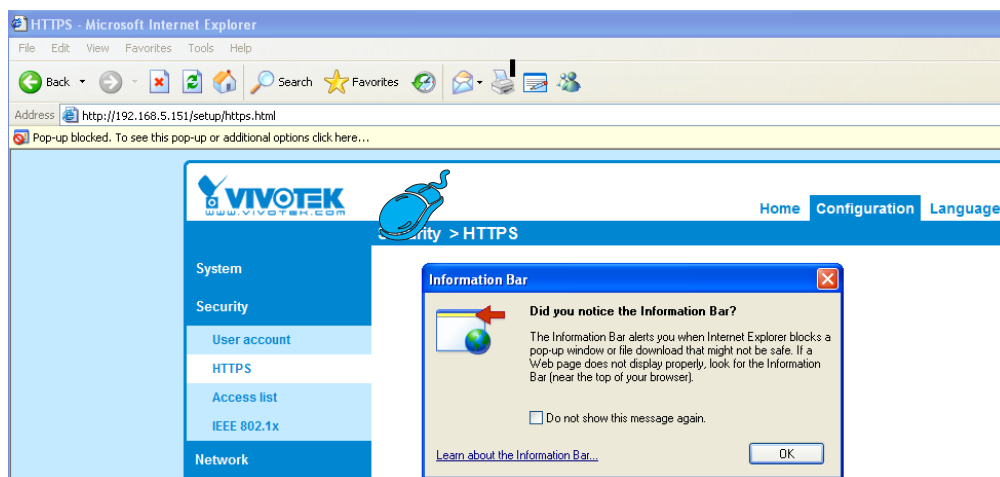 HTTPS - Microsoft Internet Explorer
File Edit View Favorites Tools Help
Back Search Favorites
Address http://192.168.5.151/setup/https.html
Pop-up blocked. To see this pop-up or additional options click here...
VIVOTEK
www.vivotek.com
Home Configuration Language
>HTTPS
System
Security
User account
HTTPS
Access list
IEEE 802.1x
Network
Information Bar
Did you notice the Information Bar?
The Information Bar alerts you when Internet Explorer blocks a
pop-up window or file download that might not be safe. If a
Web page does not display properly, look for the Information
Bar (near the top of your browser).
Do not show this message again.
Learn about the Information Bar...
OK